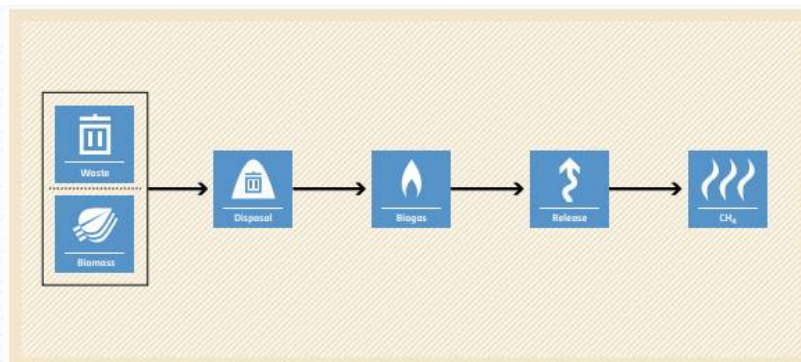 Waste
Biomass
Disposal
Biogas
Release
CH₄